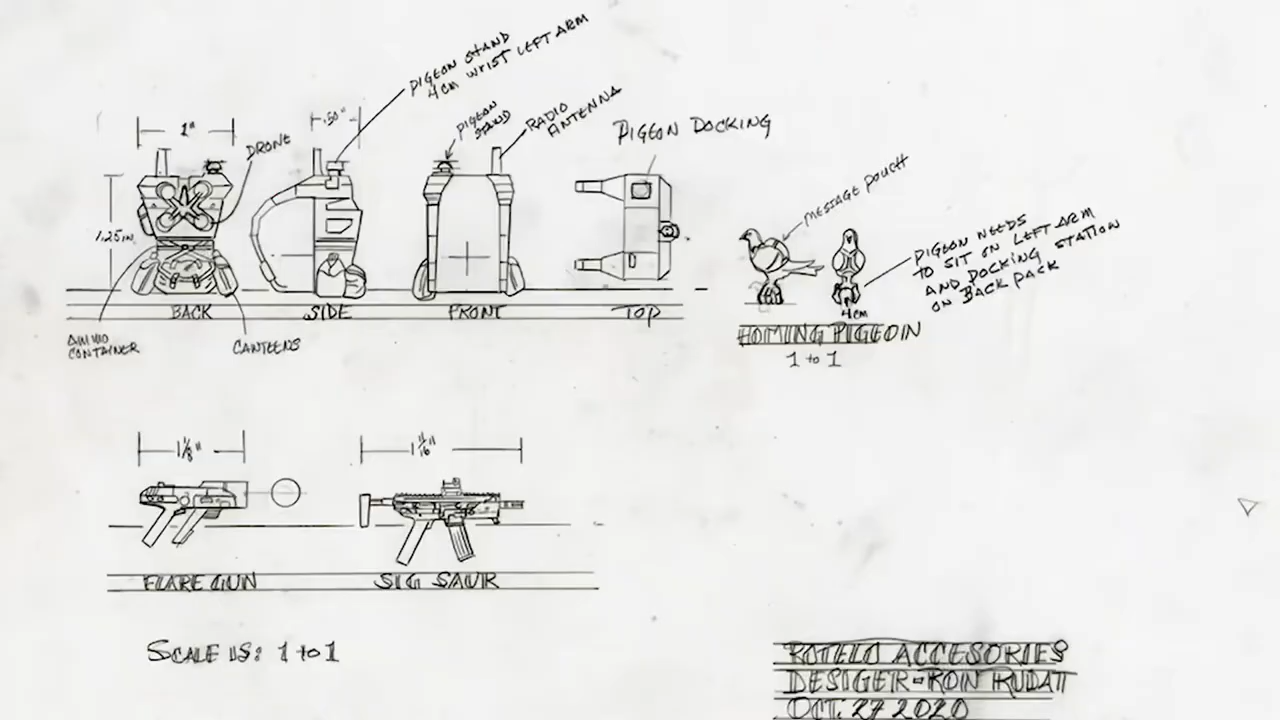 PIGEON STAND
4CM WRIST LEFT ARM
.50"
1"
DRONE
PIGEON
STAND
RADIO
ANTENNA
PIGEON DOCKING
MESSAGE POUCH
1.25 IN.
PIGEON NEEDS
TO SIT ON LEFT ARM
AND DOCKING STATION
ON BACK PACK
4CM
BACK
SIDE
FRONT
TOP
HOMING PIGEOIN
1 to 1
AMMO
CONTAINER
CANTEENS
1 1/8"
1 11/16"
FLARE GUN
SIG SAUR
SCALE IS: 1 to 1
ROTELO ACCESORIES
DESIGER - RON RUDAT
OCT. 27 2020